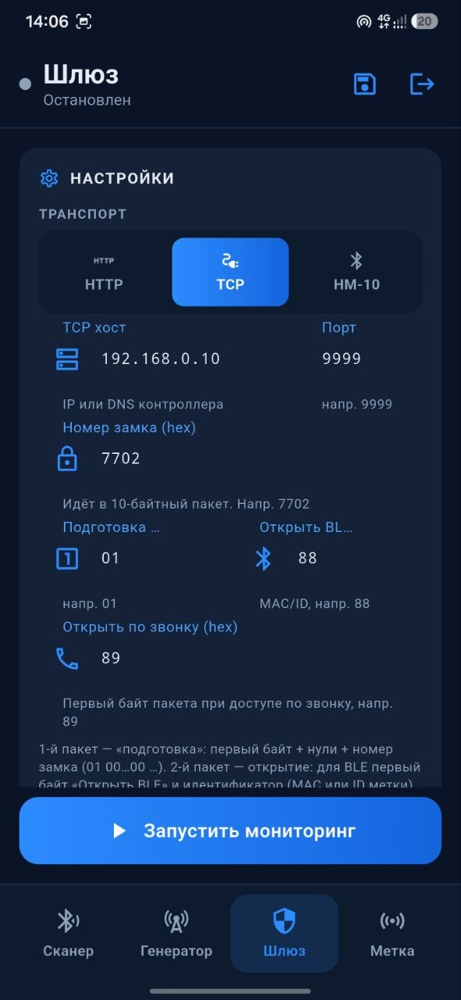 14:06 4G 20
Шлюз
Остановлен
НАСТРОЙКИ
ТРАНСПОРТ
HTTP
HTTP TCP HM-10
TCP хост Порт
192.168.0.10 9999
IP или DNS контроллера напр. 9999
Номер замка (hex)
7702
Идёт в 10-байтный пакет. Напр. 7702
Подготовка … Открыть BL…
1 01 88
напр. 01 MAC/ID, напр. 88
Открыть по звонку (hex)
89
Первый байт пакета при доступе по звонку, напр.
89
1-й пакет — «подготовка»: первый байт + нули + номер
замка (01 00…00 …). 2-й пакет — открытие: для BLE первый
байт «Открыть BLE» и идентификатор (MAC или ID метки)
Запустить мониторинг
Сканер Генератор Шлюз Метка